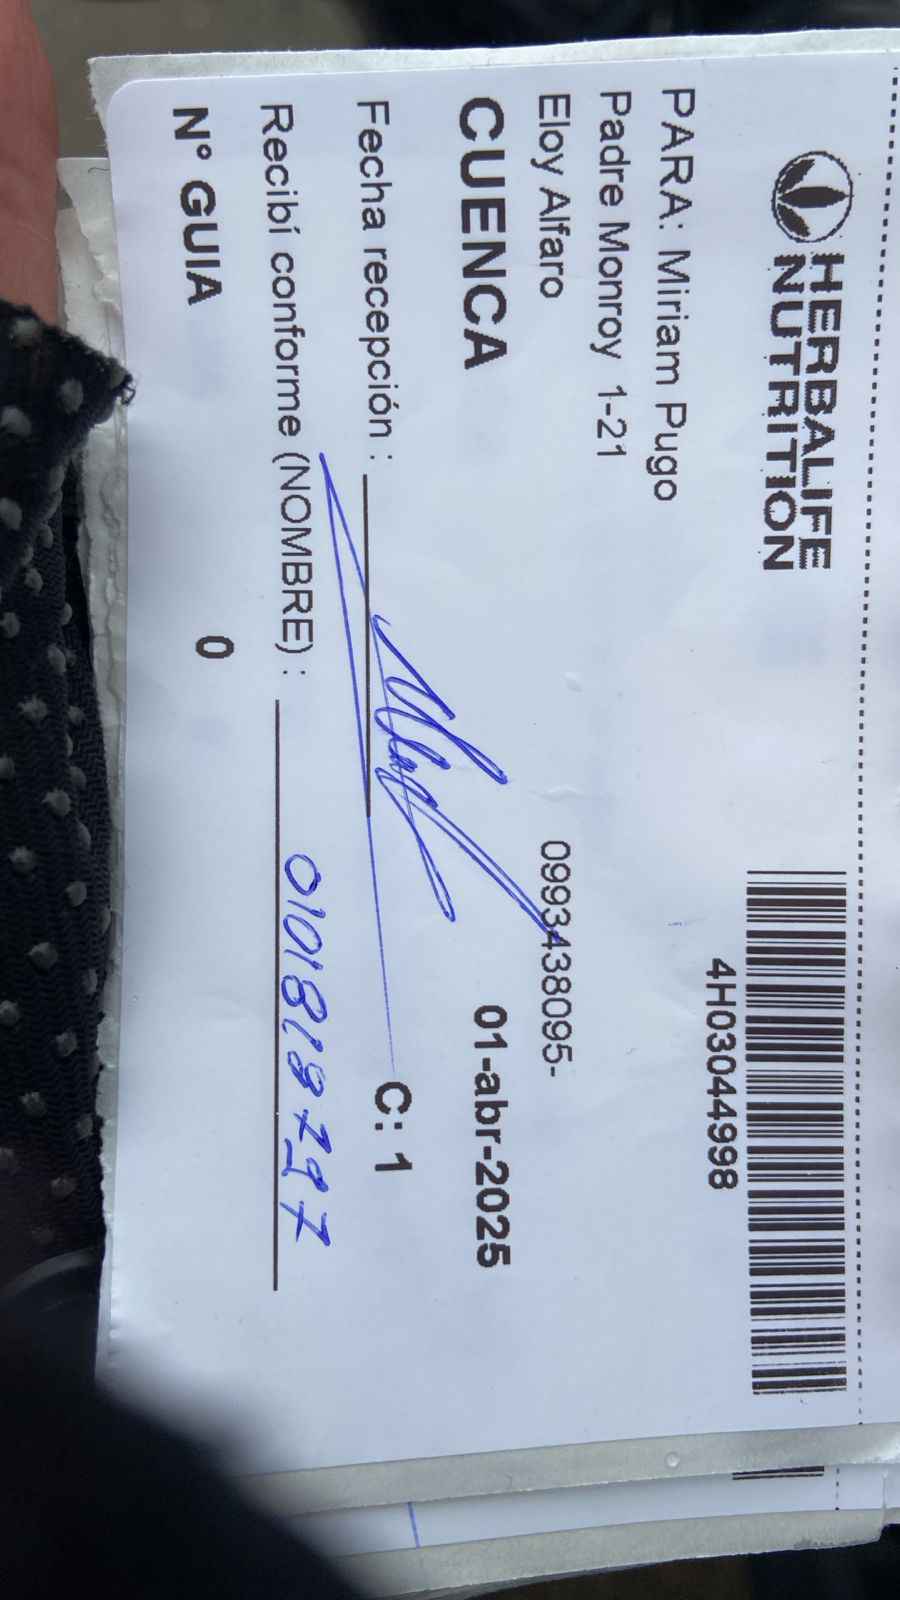 HERBALIFE
NUTRITION
4H03044998
PARA: Miriam Pugo
Padre Monroy 1-21
Eloy Alfaro
0993438095-
CUENCA
01-abr-2025
Fecha recepción :
C: 1
Recibí conforme (NOMBRE) :
N° GUIA
0